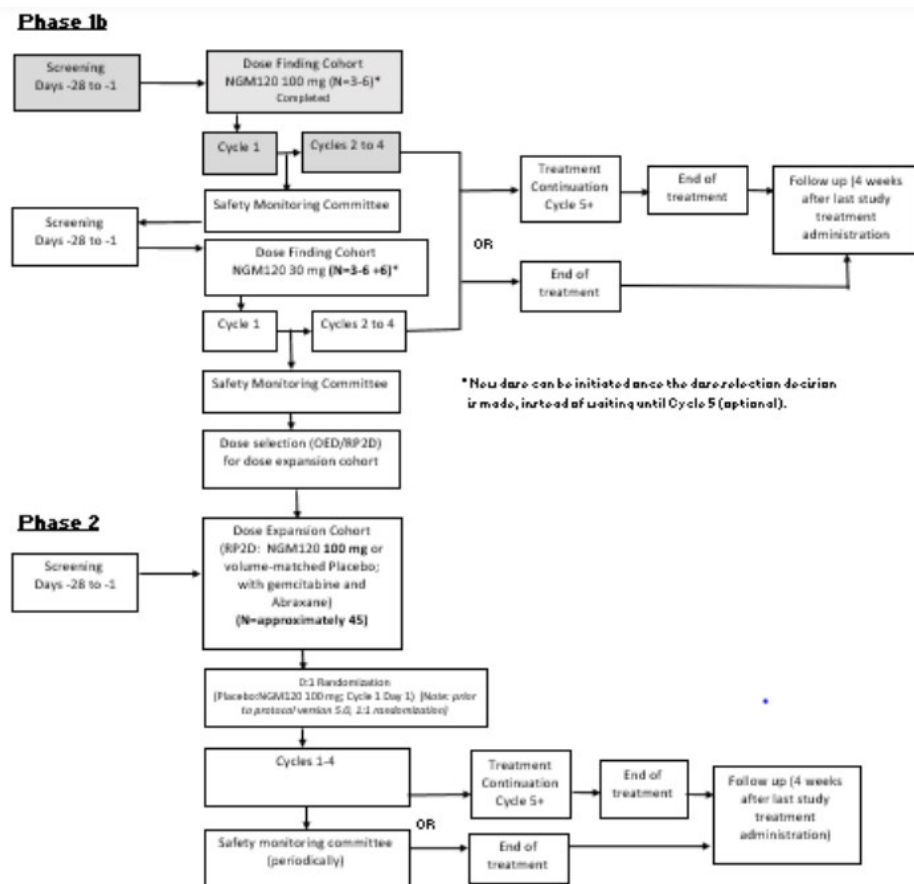 Phase 1b
Screening
Days -28 to -1
Dose Finding Cohort
NGM120 100 mg (N=3-6)*
Completed
Cycle 1
Cycles 2 to 4
Safety Monitoring Committee
Screening
Days -28 to -1
Dose Finding Cohort
NGM120 30 mg (N=3-6 +6)*
Cycle 1
Cycles 2 to 4
Treatment
Continuation
Cycle 5+
End of
treatment
Follow up (4 weeks
after last study
treatment
administration
OR
End of
treatment
Safety Monitoring Committee
* New dose can be initiated once the dose selection decision
is made, instead of waiting until Cycle 5 (optional).
Dose selection (OED/RP2D)
for dose expansion cohort
Phase 2
Screening
Days -28 to -1
Dose Expansion Cohort
(RP2D: NGM120 100 mg or
volume-matched Placebo;
with gemcitabine and
Abraxane)
(N=approximately 45)
0:1 Randomization
(Placebo:NGM120 100 mg; Cycle 1 Day 1) (Note: prior
to protocol version 5.0, randomization)
Cycles 1-4
Treatment
Continuation
Cycle 5+
End of
treatment
Follow up (4 weeks
after last study
treatment
administration)
OR
Safety monitoring committee
(periodically)
End of
treatment